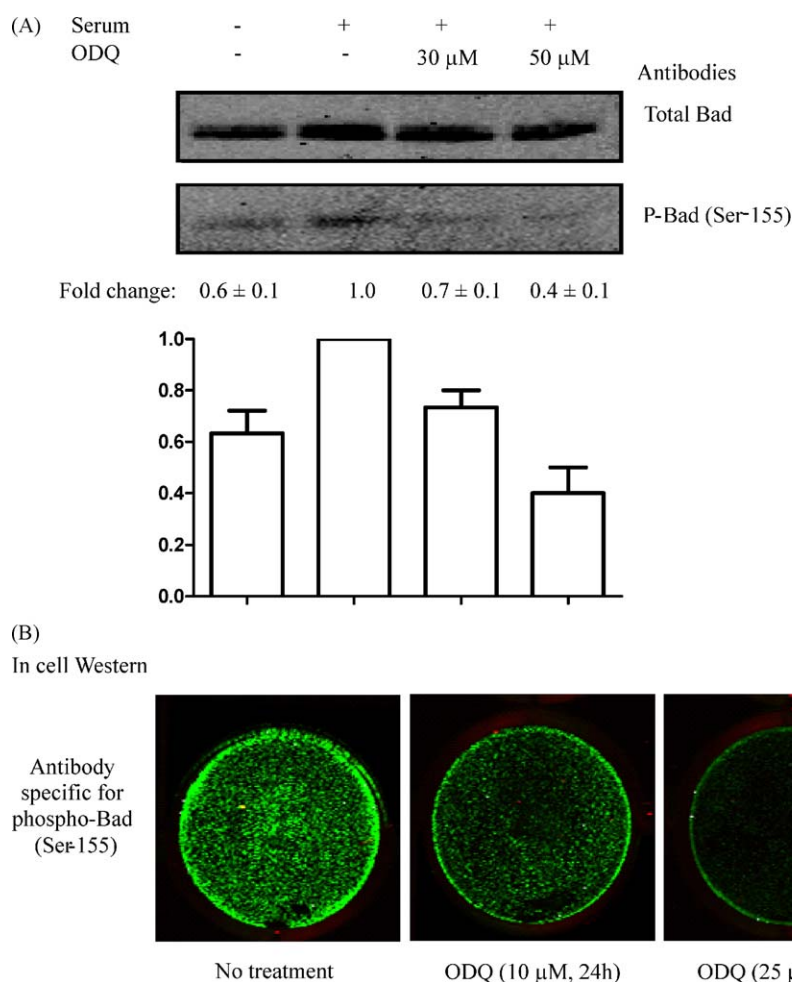 (A) Serum - + + +
ODQ - - 30 µM 50 µM
Antibodies
Total Bad
P-Bad (Ser-155)
Fold change: 0.6 ± 0.1 1.0 0.7 ± 0.1 0.4 ± 0.1
1.0
0.8
0.6
0.4
0.2
0.0
(B)
In cell Western
Antibody
specific for
phospho-Bad
(Ser-155)
No treatment ODQ (10 µM, 24h) ODQ (25 µ